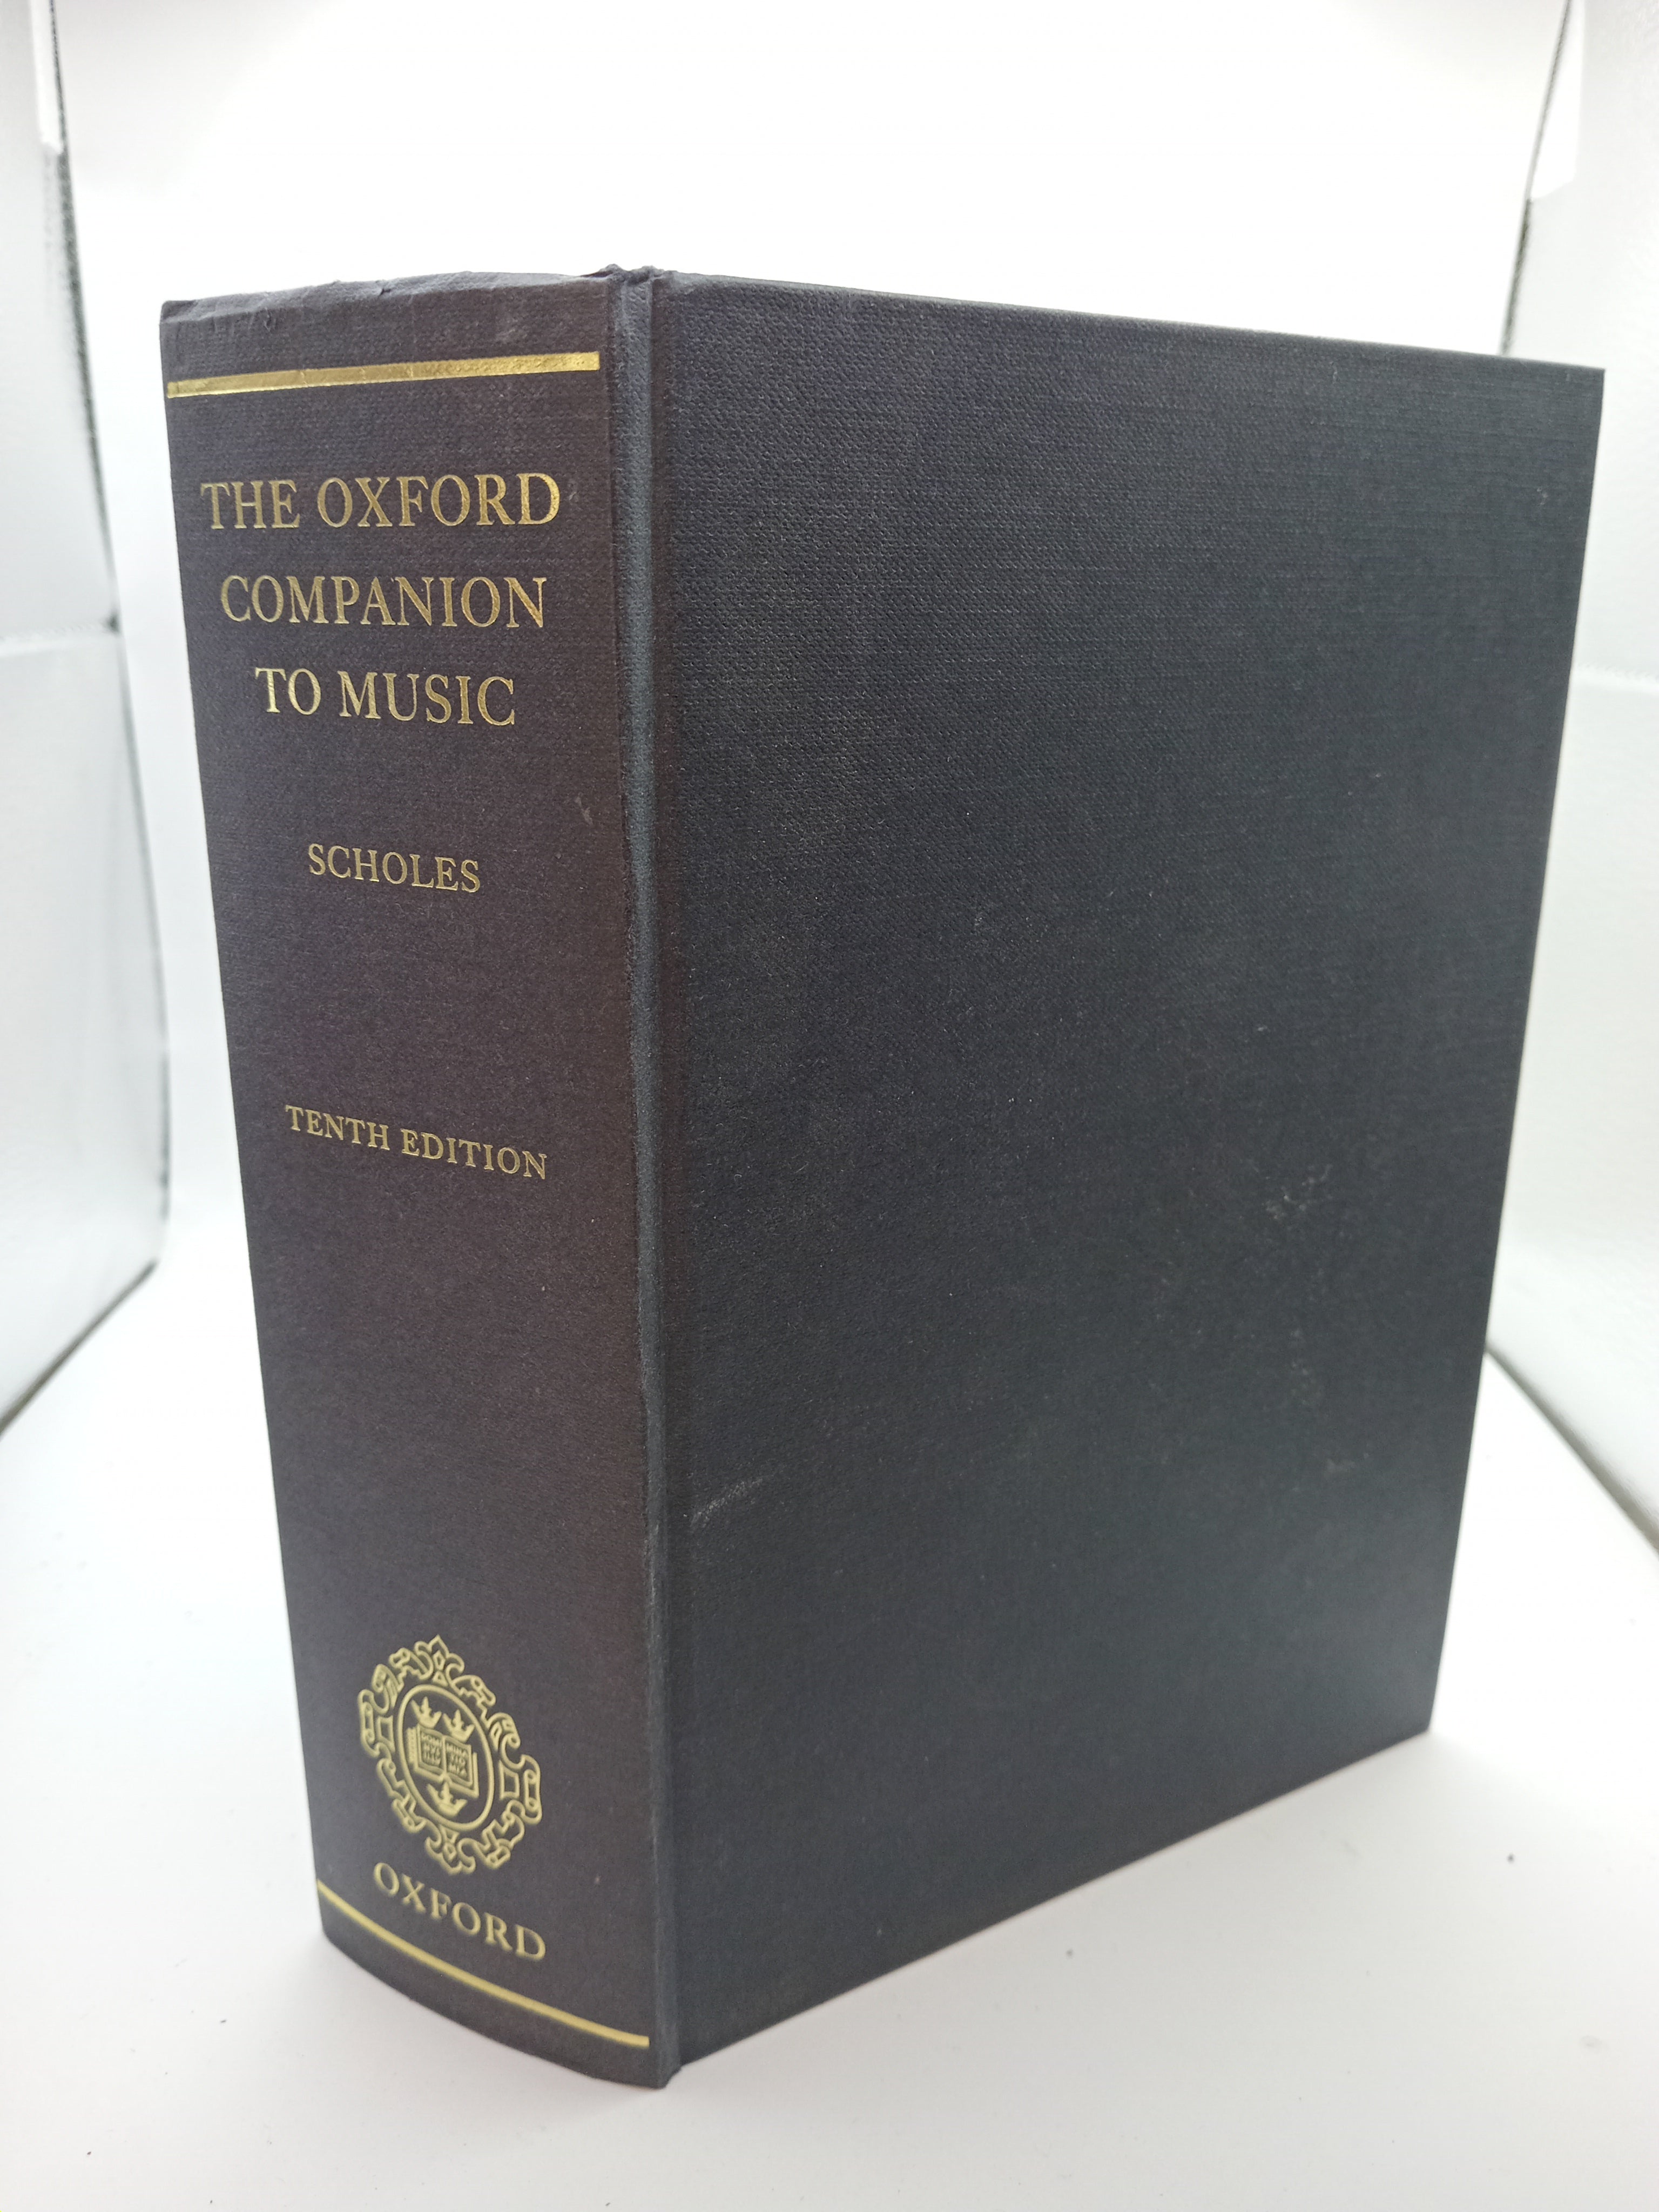 THE OXFORD
COMPANION
TO MUSIC
SCHOLES
TENTH EDITION
OXFORD